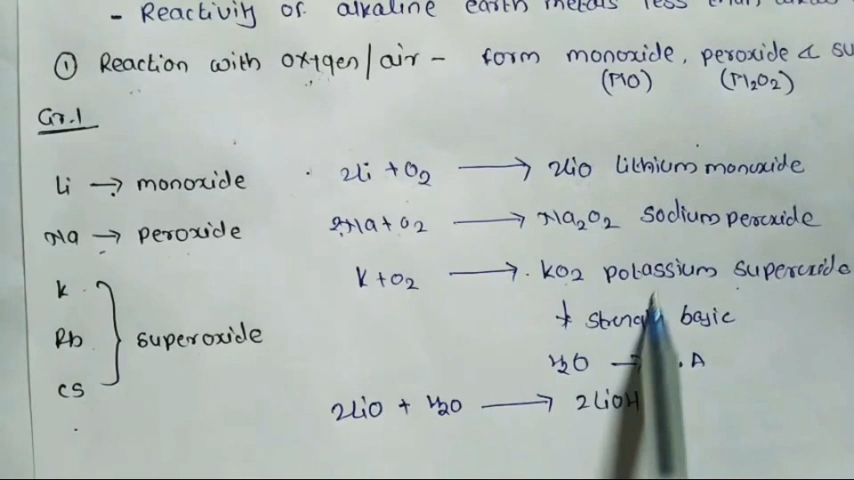 - Reactivity of alkaline earth metals less than
① Reaction with oxygen/air - form monoxide, peroxide & su
(MO) (M2O2)
Gr.1
Li → monoxide 2Li + O2 → 2LiO Lithium monoxide
Na → peroxide 2Na + O2 → Na2O2 Sodium peroxide
K K + O2 → KO2 potassium superoxide
Rb } superoxide
Cs
↓ basic
H2O → .A
2LiO + H2O → 2LiOH